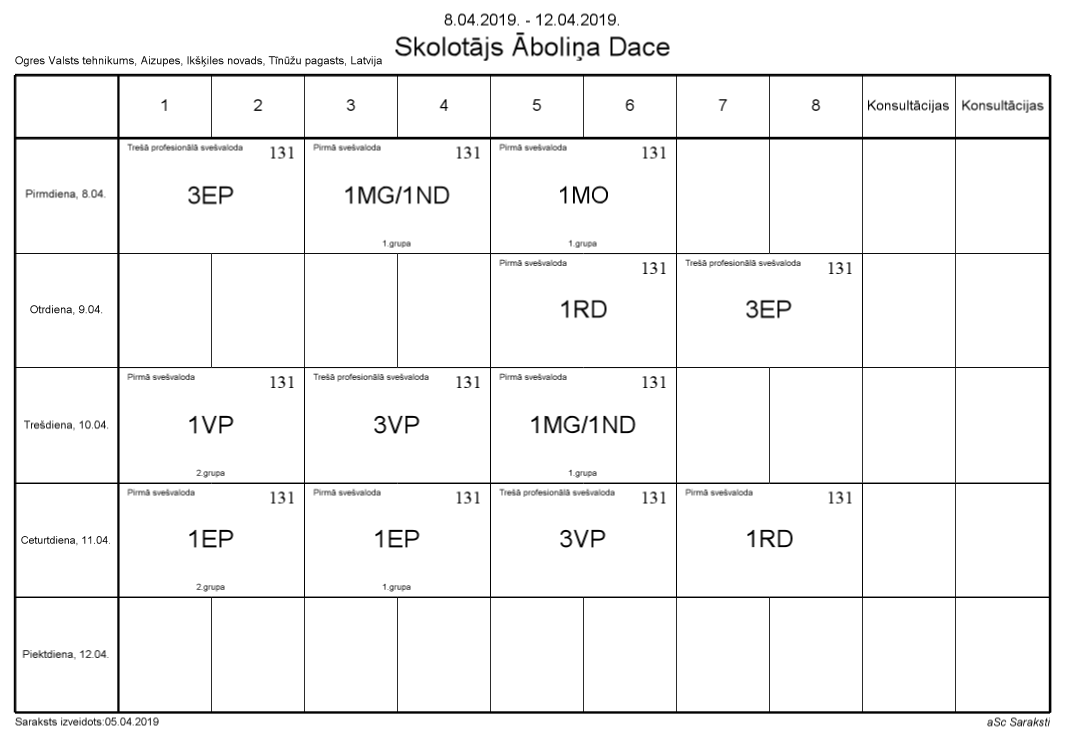 8.04.2019. - 12.04.2019.
Skolotājs Āboliņa Dace
Ogres Valsts tehnikums, Aizupes, Ikšķiles novads, Tīnūžu pagasts, Latvija
1 2 3 4 5 6 7 8 Konsultācijas Konsultācijas
Trešā profesionālā svešvaloda 131 Pirmā svešvaloda 131 Pirmā svešvaloda 131
Pirmdiena, 8.04. 3EP 1MG/1ND 1MO
1.grupa 1.grupa
Pirmā svešvaloda 131 Trešā profesionālā svešvaloda 131
Otrdiena, 9.04. 1RD 3EP
Pirmā svešvaloda 131 Trešā profesionālā svešvaloda 131 Pirmā svešvaloda 131
Trešdiena, 10.04. 1VP 3VP 1MG/1ND
2.grupa 1.grupa
Pirmā svešvaloda 131 Pirmā svešvaloda 131 Trešā profesionālā svešvaloda 131 Pirmā svešvaloda 131
Ceturtdiena, 11.04. 1EP 1EP 3VP 1RD
2.grupa 1.grupa
Piektdiena, 12.04.
Saraksts izveidots:05.04.2019 aSc Saraksti